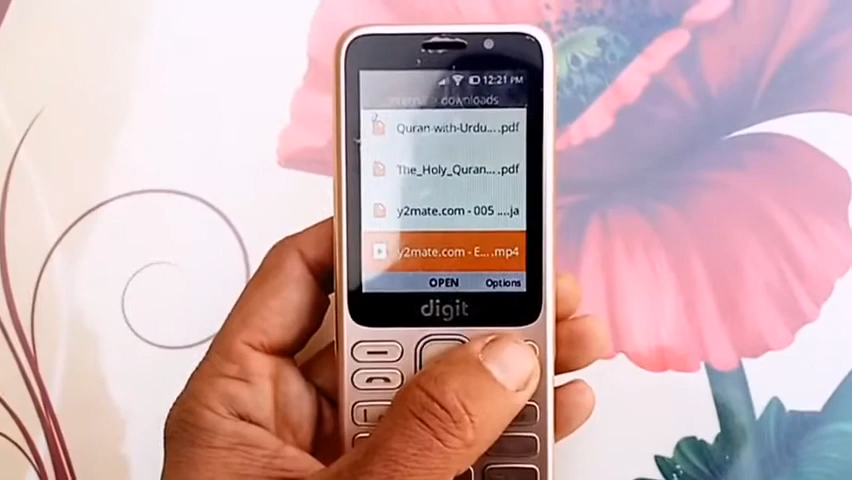 12:21 PM
downloads
Quran-with-Urdu....pdf
The_Holy_Quran....pdf
y2mate.com - 005 ....ja
y2mate.com - E....mp4
OPEN Options
digit